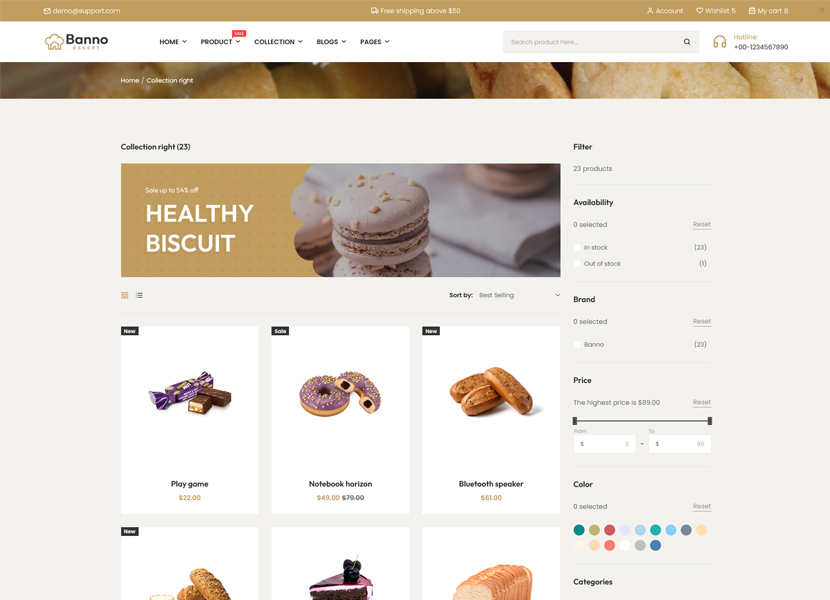 demo@support.com
Free shipping above $50
Account
Wishlist 5
My cart 8
Banno
BAKERY
HOME
PRODUCT
SALE
COLLECTION
BLOGS
PAGES
Search product here...
Hotline:
+00-1234567890
Home / Collection right
Collection right (23)
Sale up to 54% off
HEALTHY
BISCUIT
Sort by: Best Selling
New
Play game
$22.00
Sale
Notebook horizon
$49.00 $79.00
New
Bluetooth speaker
$61.00
New
Filter
23 products
Availability
0 selected Reset
In stock (23)
Out of stock (1)
Brand
0 selected Reset
Banno (23)
Price
The highest price is $89.00 Reset
From To
$ 0 - $ 89
Color
0 selected Reset
Categories